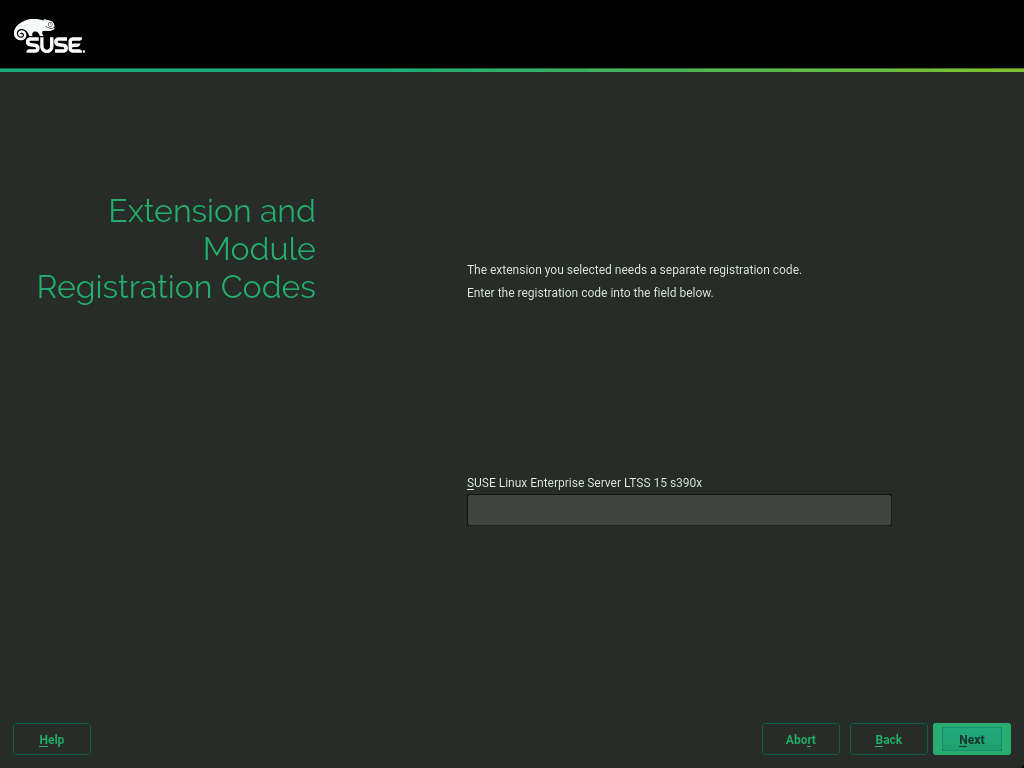 SUSE
Extension and
Module
Registration Codes
The extension you selected needs a separate registration code.
Enter the registration code into the field below.
SUSE Linux Enterprise Server LTSS 15 s390x
Help
Abort
Back
Next